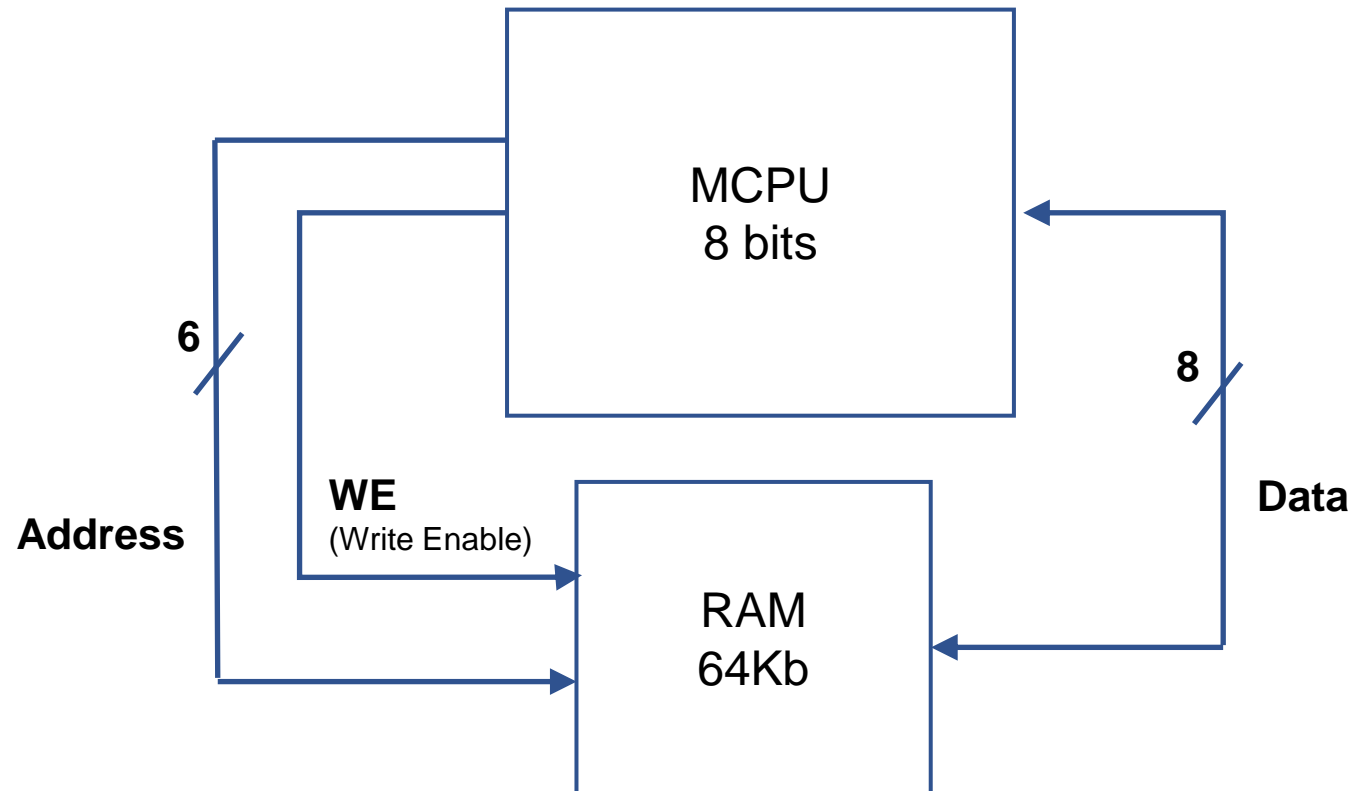 MCPU
8 bits
6
8
WE
(Write Enable)
Data
Address
RAM
64Kb